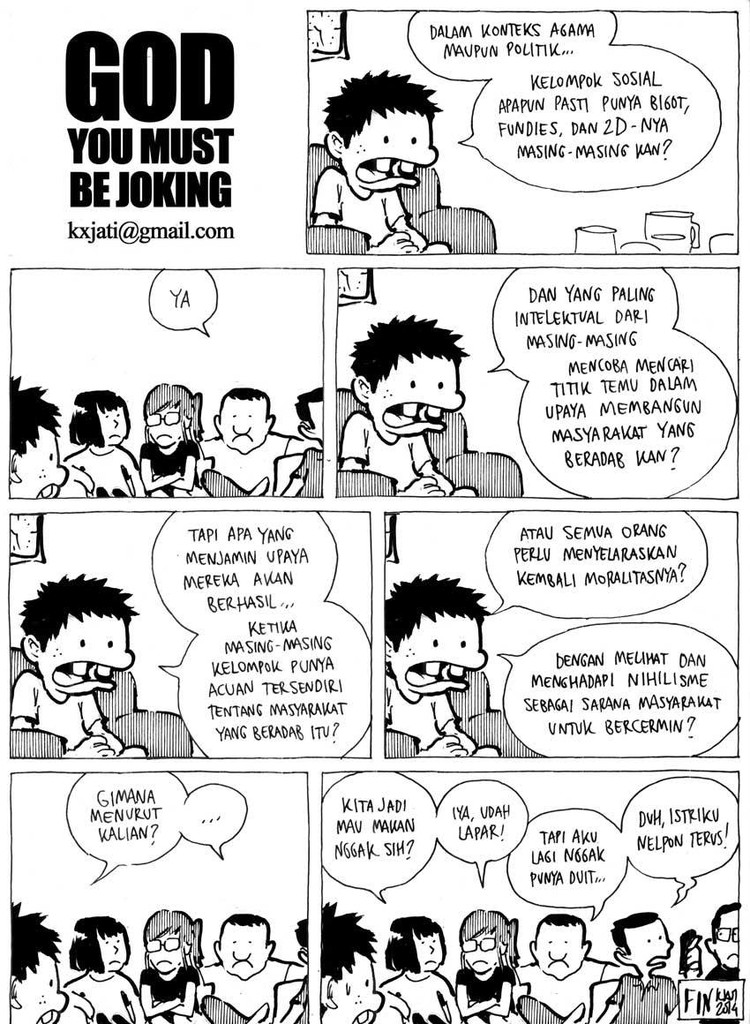 GOD
YOU MUST
BE JOKING
kxjati@gmail.com
DALAM KONTEKS AGAMA
MAUPUN POLITIK...
KELOMPOK SOSIAL
APAPUN PASTI PUNYA BIGOT,
FUNDIES, DAN 2D-NYA
MASING-MASING KAN?
YA
DAN YANG PALING
INTELEKTUAL DARI
MASING-MASING
MENCOBA MENCARI
TITIK TEMU DALAM
UPAYA MEMBANGUN
MASYARAKAT YANG
BERADAB KAN?
TAPI APA YANG
MENJAMIN UPAYA
MEREKA AKAN
BERHASIL...
KETIKA
MASING-MASING
KELOMPOK PUNYA
ACUAN TERSENDIRI
TENTANG MASYARAKAT
YANG BERADAB ITU?
ATAU SEMUA ORANG
PERLU MENYELARASKAN
KEMBALI MORALITASNYA?
DENGAN MELIHAT DAN
MENGHADAPI NIHILISME
SEBAGAI SARANA MASYARAKAT
UNTUK BERCERMIN?
GIMANA
MENURUT
KALIAN?
...
KITA JADI
MAU MAKAN
NGGAK SIH?
IYA, UDAH
LAPAR!
TAPI AKU
LAGI NGGAK
PUNYA DUIT...
DUH, ISTRIKU
NELPON TERUS!
FIN
2014